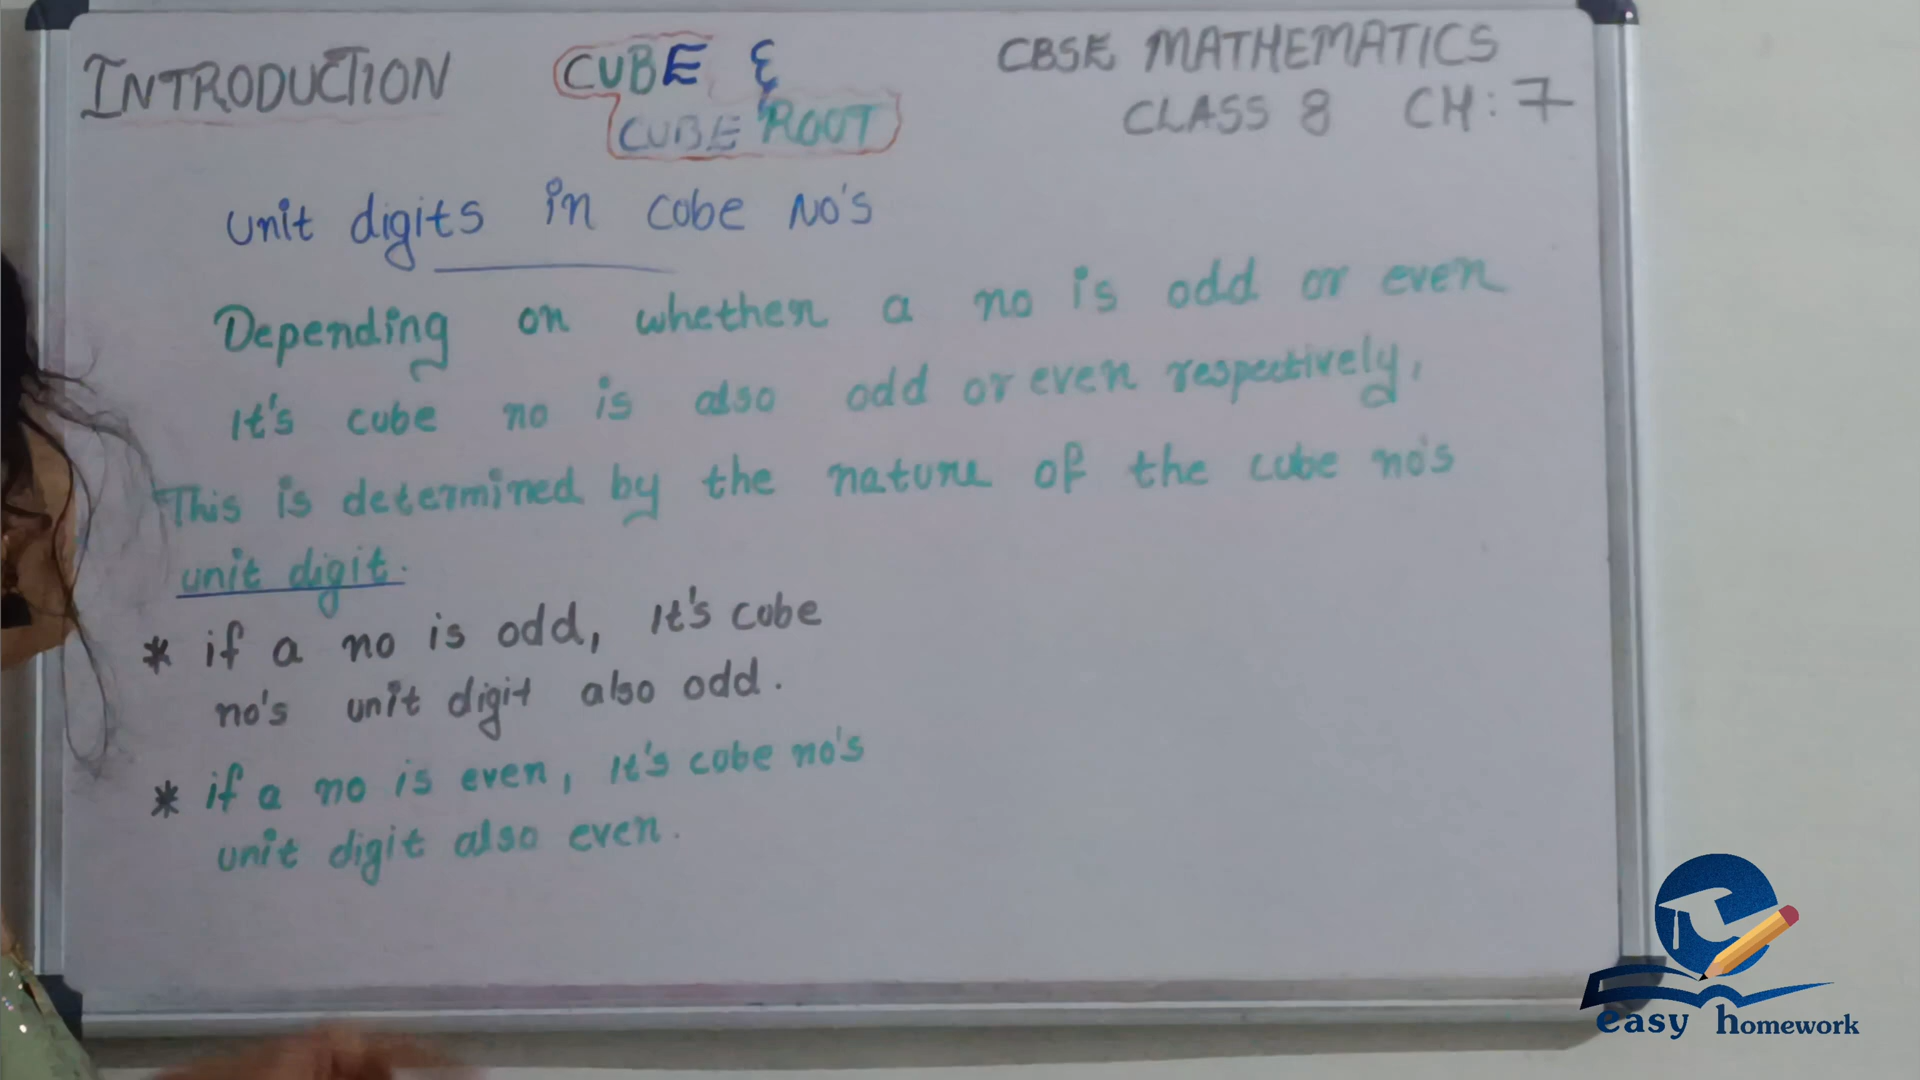 INTRODUCTION
CUBE &
CUBE ROOT
CBSE MATHEMATICS
CLASS 8 CH: 7
unit digits in cube No's
Depending on whether a no is odd or even
It's cube no is also odd or even respectively,
This is determined by the nature of the cube no's
unit digit.
* if a no is odd, It's cube
no's unit digit also odd.
* if a no is even, It's cube no's
unit digit also even.
easy homework